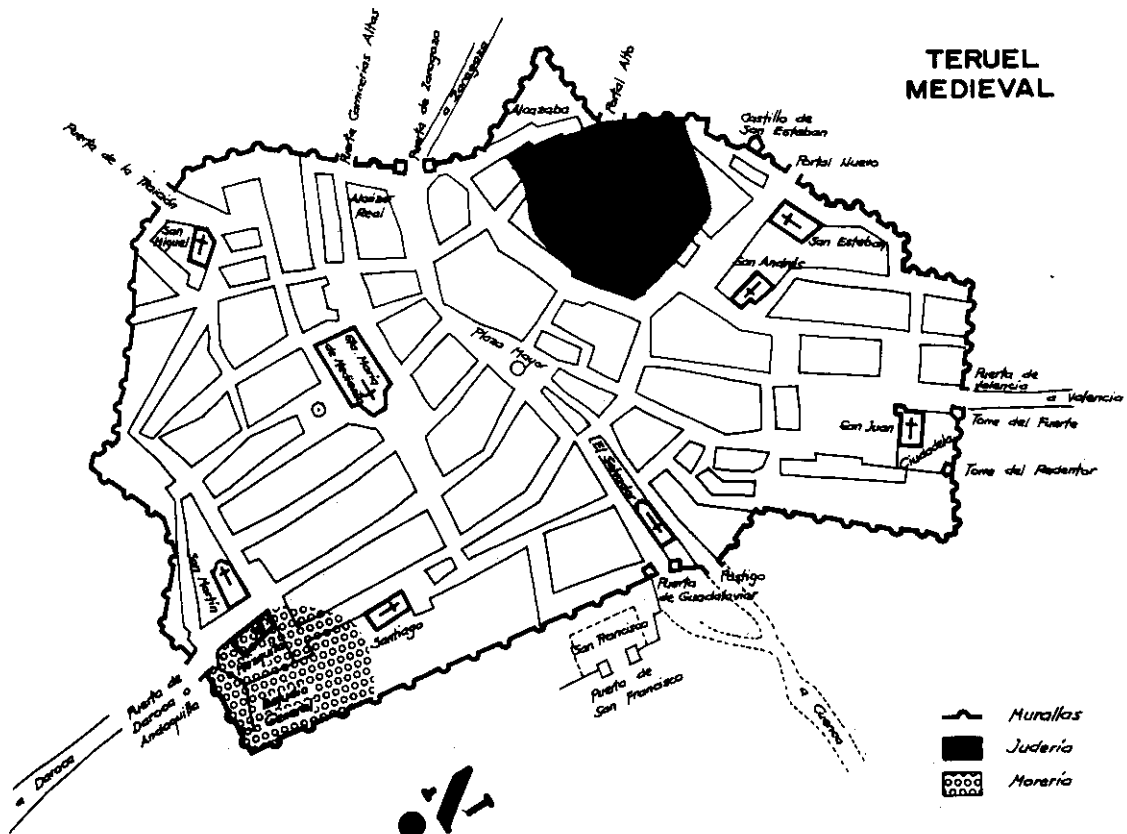 TERUEL
MEDIEVAL
Puerta de la Traición
Puerta Carnicerías Altas
Puerta de Zaragoza
a Zaragoza
Alcazaba
Portal Alto
Castillo de
San Esteban
Portal Nuevo
San
Miguel
Alcázar
Real
San Esteban
San Andrés
Plaza Mayor
Sta. María
de Mediavilla
Puerta de
Valencia
a Valencia
San Juan
Torre del Fuerte
Ciudadela
Torre del Redentor
El Salvador
San Martín
Santiago
Puerta
de Guadalaviar
Postigo
San Francisco
Puerta de
San Francisco
Puerta de
Daroca o
Andaquilla
a Daroca
a Cuenca
Murallas
Judería
Morería